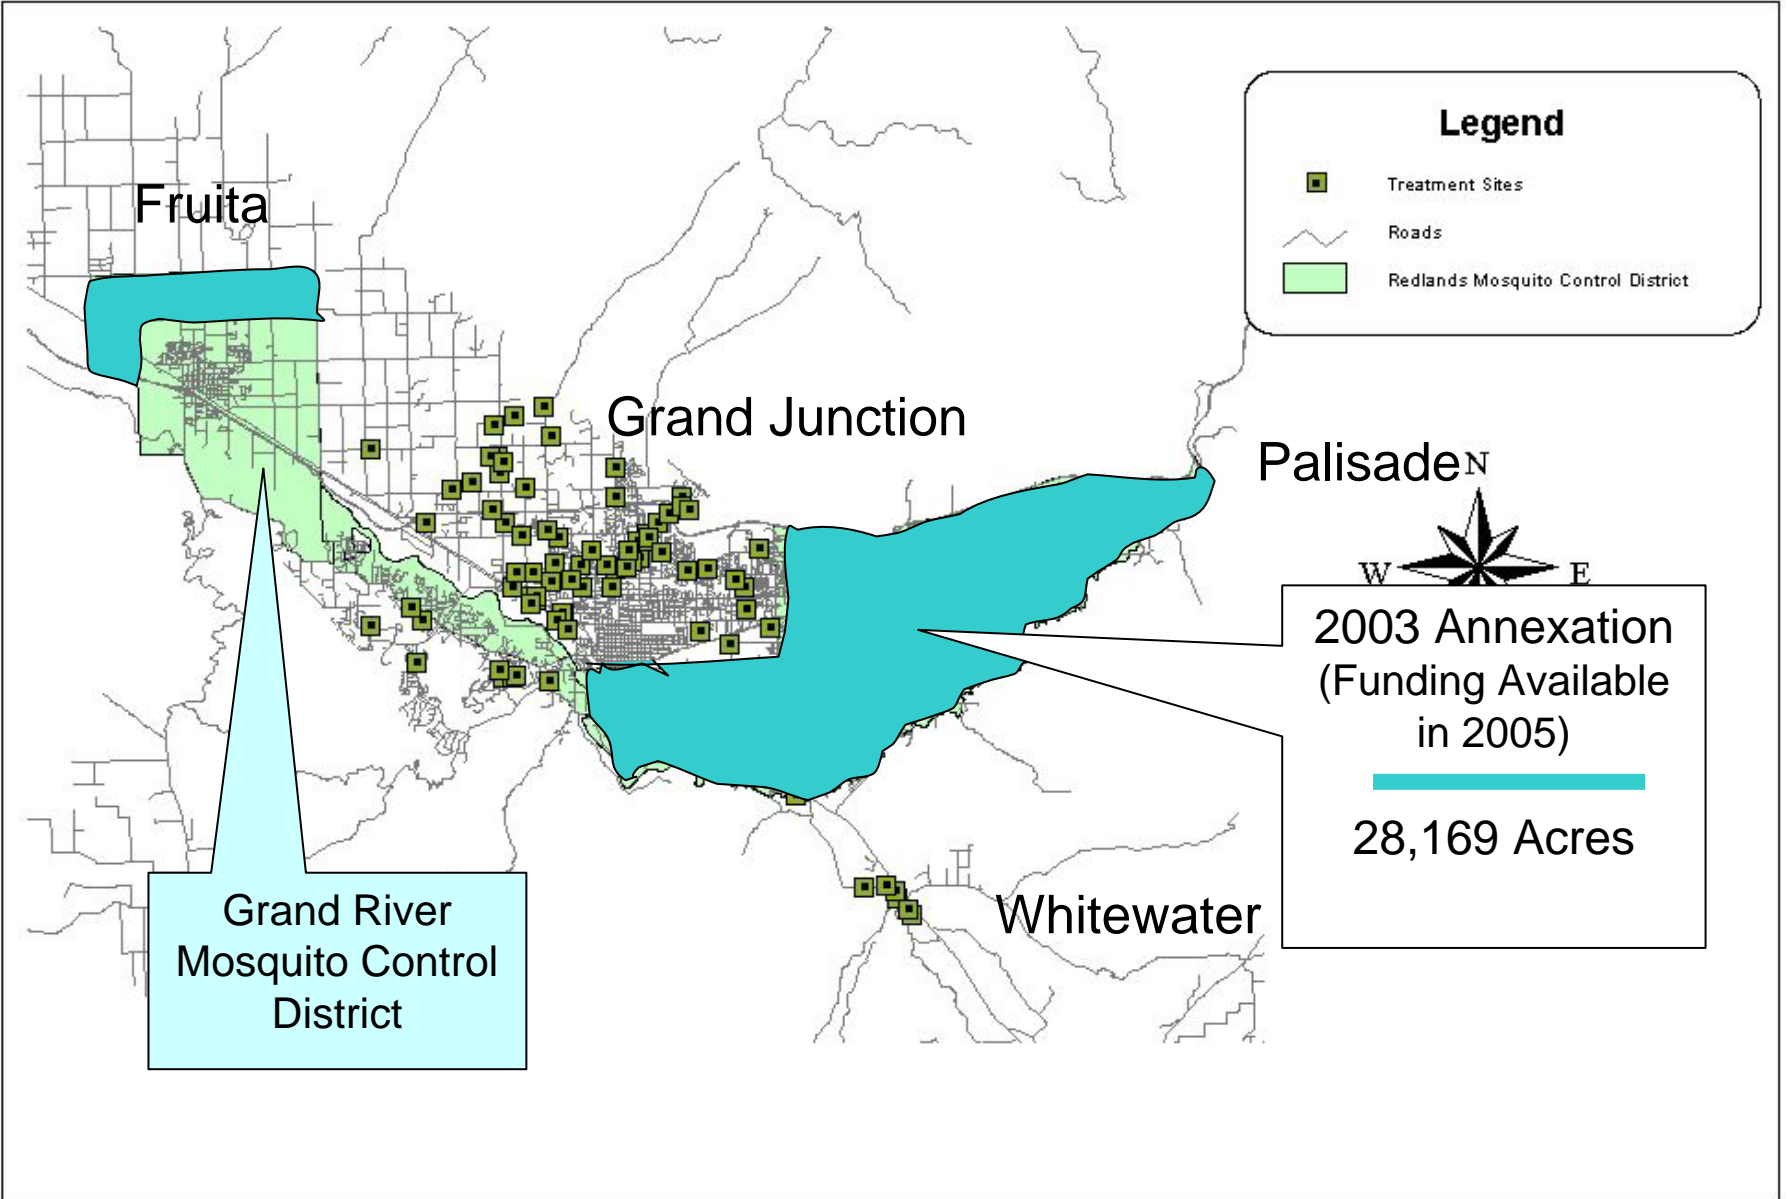 Legend
Treatment Sites
Roads
Redlands Mosquito Control District
Fruita
Grand Junction
Palisade
N
W
E
2003 Annexation
(Funding Available
in 2005)
28,169 Acres
Whitewater
Grand River
Mosquito Control
District